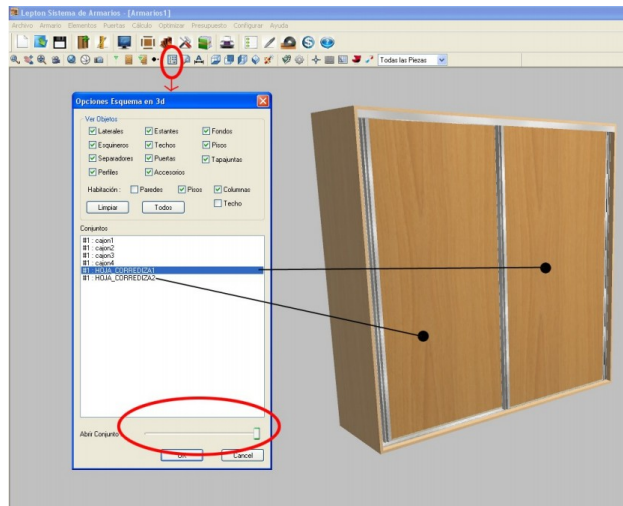 Lepton Sistema de Armarios - [Armarios1]
Archivo Armario Elementos Puertas Cálculo Optimizar Presupuesto Configurar Ayuda
Todas las Piezas
Opciones Esquema en 3d
Ver Objetos
Laterales Estantes Fondos
Esquineros Techos Pisos
Separadores Puertas Tapajuntas
Perfiles Accesorios
Habitación : Paredes Pisos Columnas
Limpiar Todos Techo
Conjuntos
#1 : cajon1
#1 : cajon2
#1 : cajon3
#1 : cajon4
#1 : HOJA_CORREDIZA1
#1 : HOJA_CORREDIZA2
Abrir Conjunto
Cancel